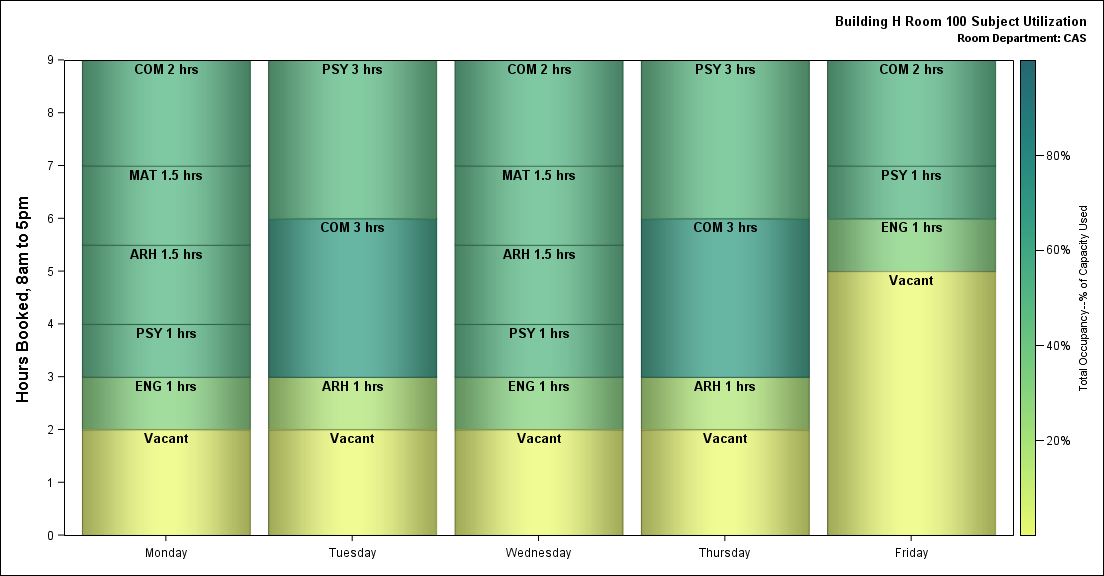 Building H Room 100 Subject Utilization
Room Department: CAS
Hours Booked, 8am to 5pm
9
8
7
6
5
4
3
2
1
0
COM 2 hrs
MAT 1.5 hrs
ARH 1.5 hrs
PSY 1 hrs
ENG 1 hrs
Vacant
PSY 3 hrs
COM 3 hrs
ARH 1 hrs
Vacant
COM 2 hrs
MAT 1.5 hrs
ARH 1.5 hrs
PSY 1 hrs
ENG 1 hrs
Vacant
PSY 3 hrs
COM 3 hrs
ARH 1 hrs
Vacant
COM 2 hrs
PSY 1 hrs
ENG 1 hrs
Vacant
Monday
Tuesday
Wednesday
Thursday
Friday
80%
60%
40%
20%
Total Occupancy--% of Capacity Used